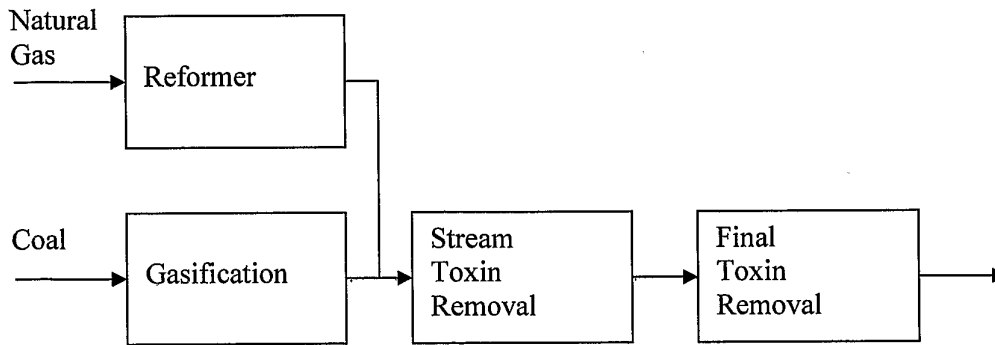 Natural
Gas
Reformer
Coal
Gasification
Stream
Toxin
Removal
Final
Toxin
Removal